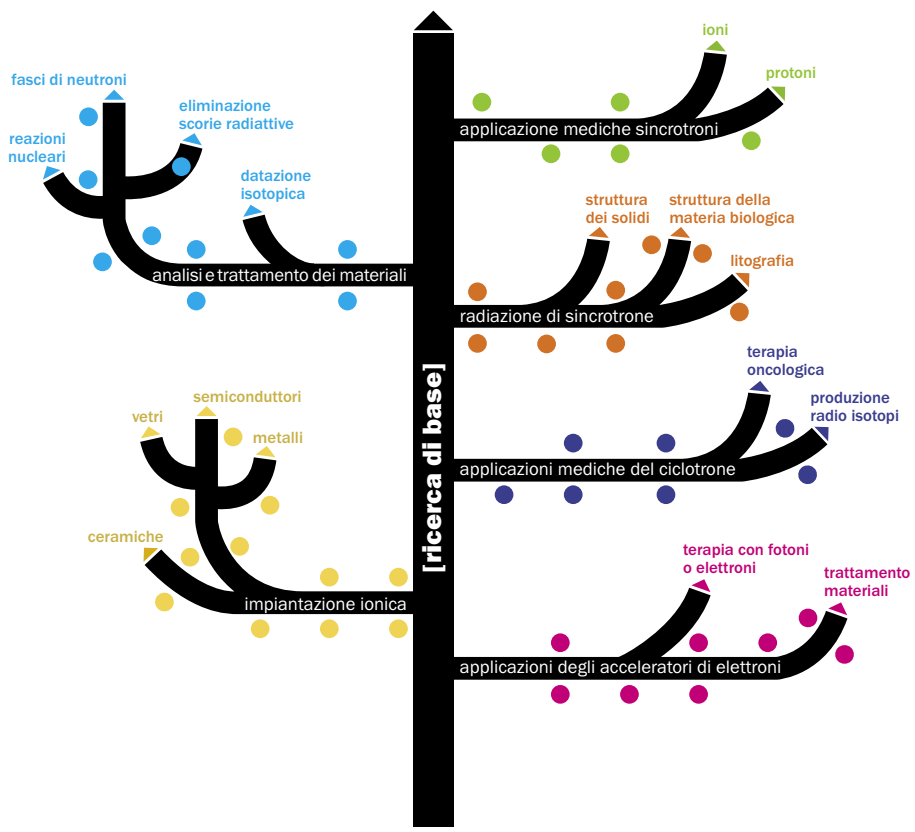 fasci di neutroni
eliminazione
scorie radiattive
reazioni
nucleari
datazione
isotopica
analisi e trattamento dei materiali
semiconduttori
vetri
metalli
ceramiche
impiantazione ionica
[ricerca di base]
ioni
protoni
applicazione mediche sincrotroni
struttura
dei solidi
struttura della
materia biologica
litografia
radiazione di sincrotrone
terapia
oncologica
produzione
radio isotopi
applicazioni mediche del ciclotrone
terapia con fotoni
o elettroni
trattamento
materiali
applicazioni degli acceleratori di elettroni